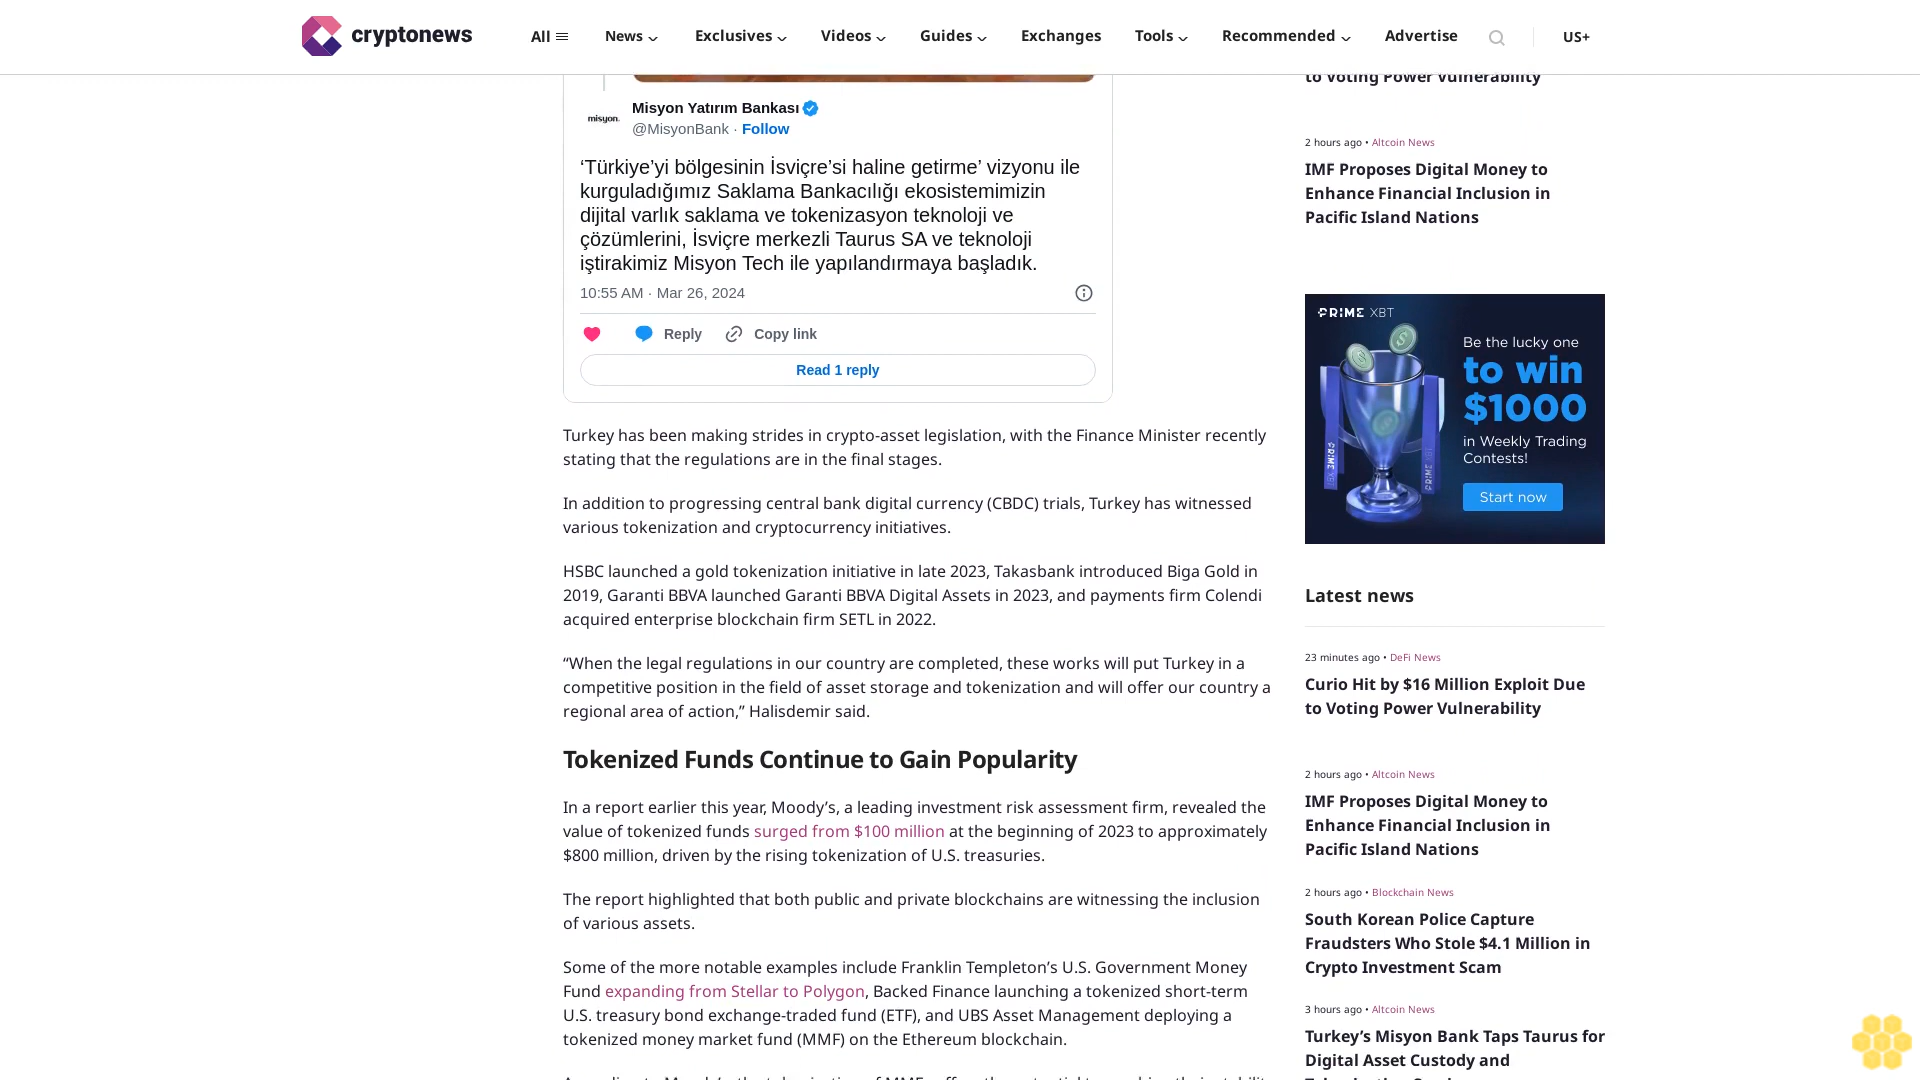 cryptonews
All
News
Exclusives
Videos
Guides
Exchanges
Tools
Recommended
Advertise
US+
Misyon Yatırım Bankası
misyon.
@MisyonBank · Follow
‘Türkiye’yi bölgesinin İsviçre’si haline getirme’ vizyonu ile
kurguladığımız Saklama Bankacılığı ekosistemimizin
dijital varlık saklama ve tokenizasyon teknoloji ve
çözümlerini, İsviçre merkezli Taurus SA ve teknoloji
iştirakimiz Misyon Tech ile yapılandırmaya başladık.
10:55 AM · Mar 26, 2024
Reply
Copy link
Read 1 reply
Turkey has been making strides in crypto-asset legislation, with the Finance Minister recently
stating that the regulations are in the final stages.
In addition to progressing central bank digital currency (CBDC) trials, Turkey has witnessed
various tokenization and cryptocurrency initiatives.
HSBC launched a gold tokenization initiative in late 2023, Takasbank introduced Biga Gold in
2019, Garanti BBVA launched Garanti BBVA Digital Assets in 2023, and payments firm Colendi
acquired enterprise blockchain firm SETL in 2022.
“When the legal regulations in our country are completed, these works will put Turkey in a
competitive position in the field of asset storage and tokenization and will offer our country a
regional area of action,” Halisdemir said.
Tokenized Funds Continue to Gain Popularity
In a report earlier this year, Moody’s, a leading investment risk assessment firm, revealed the
value of tokenized funds surged from $100 million at the beginning of 2023 to approximately
$800 million, driven by the rising tokenization of U.S. treasuries.
The report highlighted that both public and private blockchains are witnessing the inclusion
of various assets.
Some of the more notable examples include Franklin Templeton’s U.S. Government Money
Fund expanding from Stellar to Polygon, Backed Finance launching a tokenized short-term
U.S. treasury bond exchange-traded fund (ETF), and UBS Asset Management deploying a
tokenized money market fund (MMF) on the Ethereum blockchain.
to Voting Power Vulnerability
2 hours ago • Altcoin News
IMF Proposes Digital Money to
Enhance Financial Inclusion in
Pacific Island Nations
PRIME XBT
Be the lucky one
to win
$1000
in Weekly Trading
Contests!
Start now
Latest news
23 minutes ago • DeFi News
Curio Hit by $16 Million Exploit Due
to Voting Power Vulnerability
2 hours ago • Altcoin News
IMF Proposes Digital Money to
Enhance Financial Inclusion in
Pacific Island Nations
2 hours ago • Blockchain News
South Korean Police Capture
Fraudsters Who Stole $4.1 Million in
Crypto Investment Scam
3 hours ago • Altcoin News
Turkey’s Misyon Bank Taps Taurus for
Digital Asset Custody and